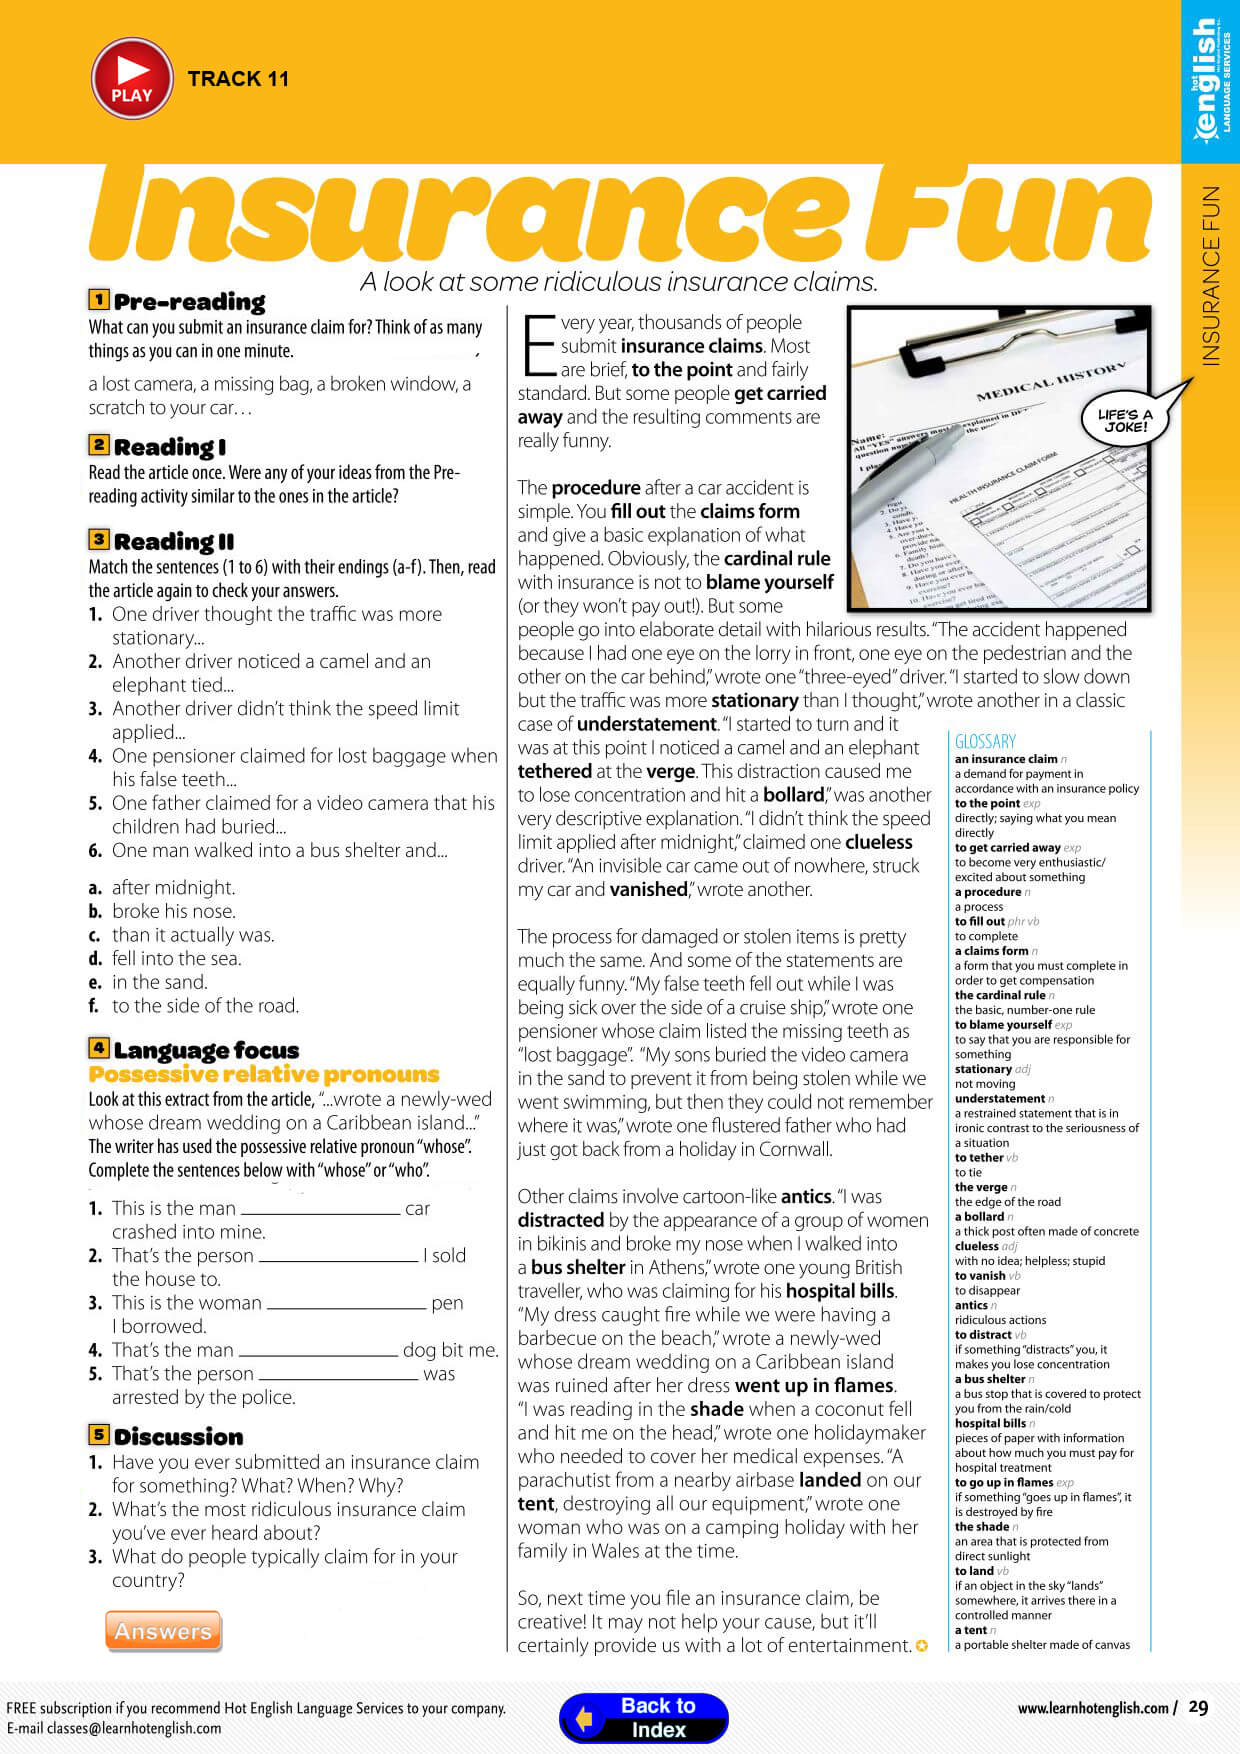 PLAY
TRACK 11
hot
english
LANGUAGE SERVICES
INSURANCE FUN
Insurance Fun
A look at some ridiculous insurance claims.
1 Pre-reading
What can you submit an insurance claim for? Think of as many
things as you can in one minute.
a lost camera, a missing bag, a broken window, a
scratch to your car…
2 Reading I
Read the article once. Were any of your ideas from the Pre-
reading activity similar to the ones in the article?
3 Reading II
Match the sentences (1 to 6) with their endings (a-f). Then, read
the article again to check your answers.
1. One driver thought the traffic was more
stationary...
2. Another driver noticed a camel and an
elephant tied...
3. Another driver didn't think the speed limit
applied...
4. One pensioner claimed for lost baggage when
his false teeth...
5. One father claimed for a video camera that his
children had buried...
6. One man walked into a bus shelter and...
a. after midnight.
b. broke his nose.
c. than it actually was.
d. fell into the sea.
e. in the sand.
f. to the side of the road.
4 Language focus
Possessive relative pronouns
Look at this extract from the article, "...wrote a newly-wed
whose dream wedding on a Caribbean island..."
The writer has used the possessive relative pronoun "whose".
Complete the sentences below with "whose" or "who".
1. This is the man ________________ car
crashed into mine.
2. That's the person ________________ I sold
the house to.
3. This is the woman ________________ pen
I borrowed.
4. That's the man ________________ dog bit me.
5. That's the person ________________ was
arrested by the police.
5 Discussion
1. Have you ever submitted an insurance claim
for something? What? When? Why?
2. What's the most ridiculous insurance claim
you've ever heard about?
3. What do people typically claim for in your
country?
Answers
Every year, thousands of people
submit insurance claims. Most
are brief, to the point and fairly
standard. But some people get carried
away and the resulting comments are
really funny.
The procedure after a car accident is
simple. You fill out the claims form
and give a basic explanation of what
happened. Obviously, the cardinal rule
with insurance is not to blame yourself
(or they won't pay out!). But some
people go into elaborate detail with hilarious results. "The accident happened
because I had one eye on the lorry in front, one eye on the pedestrian and the
other on the car behind," wrote one "three-eyed" driver. "I started to slow down
but the traffic was more stationary than I thought," wrote another in a classic
case of understatement. "I started to turn and it
was at this point I noticed a camel and an elephant
tethered at the verge. This distraction caused me
to lose concentration and hit a bollard," was another
very descriptive explanation. "I didn't think the speed
limit applied after midnight," claimed one clueless
driver. "An invisible car came out of nowhere, struck
my car and vanished," wrote another.
The process for damaged or stolen items is pretty
much the same. And some of the statements are
equally funny. "My false teeth fell out while I was
being sick over the side of a cruise ship," wrote one
pensioner whose claim listed the missing teeth as
"lost baggage". "My sons buried the video camera
in the sand to prevent it from being stolen while we
went swimming, but then they could not remember
where it was," wrote one flustered father who had
just got back from a holiday in Cornwall.
Other claims involve cartoon-like antics. "I was
distracted by the appearance of a group of women
in bikinis and broke my nose when I walked into
a bus shelter in Athens," wrote one young British
traveller, who was claiming for his hospital bills.
"My dress caught fire while we were having a
barbecue on the beach," wrote a newly-wed
whose dream wedding on a Caribbean island
was ruined after her dress went up in flames.
"I was reading in the shade when a coconut fell
and hit me on the head," wrote one holidaymaker
who needed to cover her medical expenses. "A
parachutist from a nearby airbase landed on our
tent, destroying all our equipment," wrote one
woman who was on a camping holiday with her
family in Wales at the time.
So, next time you file an insurance claim, be
creative! It may not help your cause, but it'll
certainly provide us with a lot of entertainment.
MEDICAL HISTORY
Name:
HEALTH INSURANCE CLAIM FORM
LIFE'S A
JOKE!
GLOSSARY
an insurance claim n
a demand for payment in
accordance with an insurance policy
to the point exp
directly; saying what you mean
directly
to get carried away exp
to become very enthusiastic/
excited about something
a procedure n
a process
to fill out phr vb
to complete
a claims form n
a form that you must complete in
order to get compensation
the cardinal rule n
the basic, number-one rule
to blame yourself exp
to say that you are responsible for
something
stationary adj
not moving
understatement n
a restrained statement that is in
ironic contrast to the seriousness of
a situation
to tether vb
to tie
the verge n
the edge of the road
a bollard n
a thick post often made of concrete
clueless adj
with no idea; helpless; stupid
to vanish vb
to disappear
antics n
ridiculous actions
to distract vb
if something "distracts" you, it
makes you lose concentration
a bus shelter n
a bus stop that is covered to protect
you from the rain/cold
hospital bills n
pieces of paper with information
about how much you must pay for
hospital treatment
to go up in flames exp
if something "goes up in flames", it
is destroyed by fire
the shade n
an area that is protected from
direct sunlight
to land vb
if an object in the sky "lands"
somewhere, it arrives there in a
controlled manner
a tent n
a portable shelter made of canvas
FREE subscription if you recommend Hot English Language Services to your company.
E-mail classes@learnhotenglish.com
Back to
Index
www.learnhotenglish.com / 29